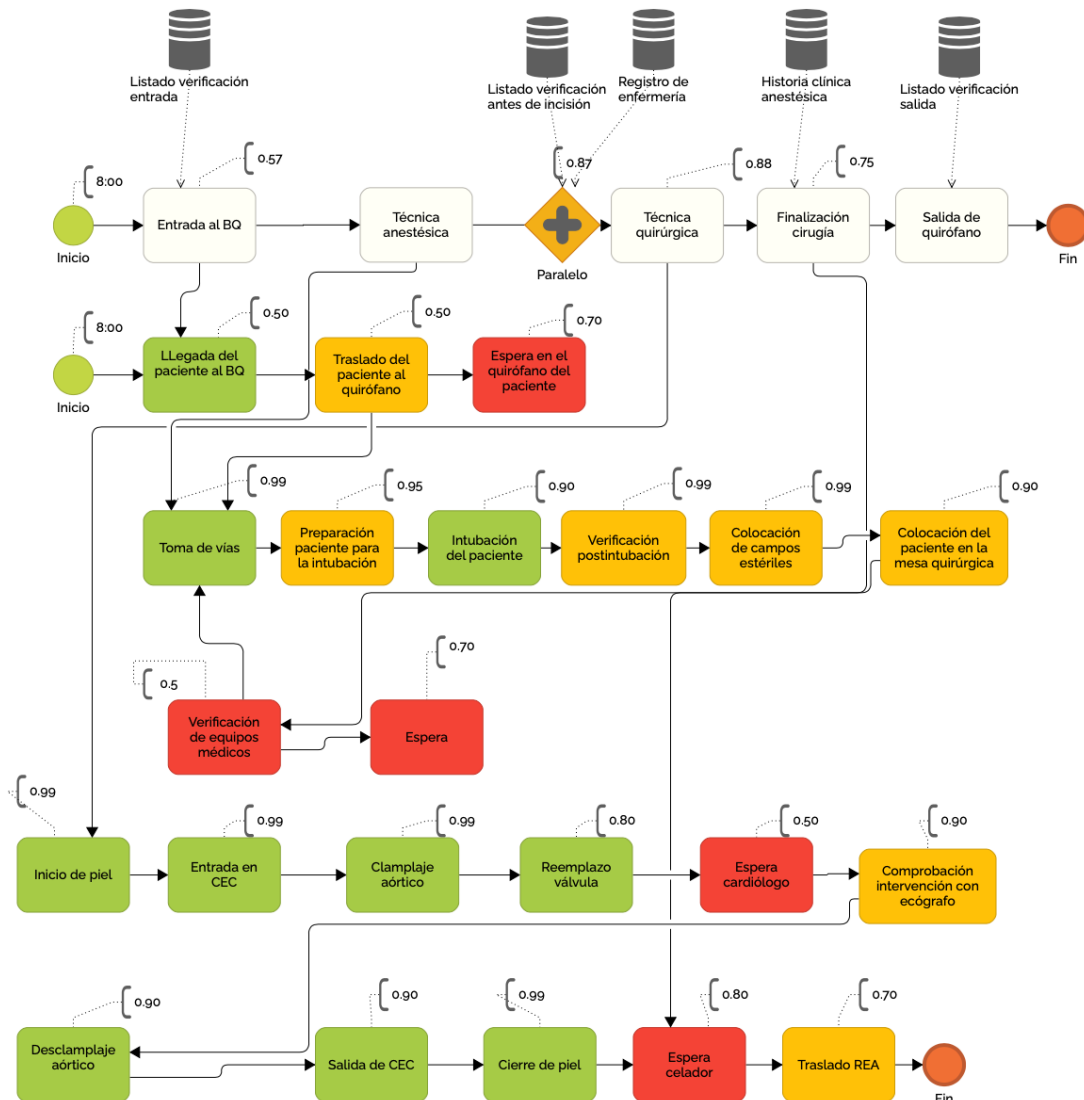 Listado verificación
entrada
Listado verificación
antes de incisión
Registro de
enfermería
Historia clínica
anestésica
Listado verificación
salida
0.57
0.87
0.88
0.75
8:00
Inicio
Entrada al BQ
Técnica
anestésica
Paralelo
Técnica
quirúrgica
Finalización
cirugía
Salida de
quirófano
Fin
8:00
0.50
0.50
0.70
Inicio
LLegada del
paciente al BQ
Traslado del
paciente al
quirófano
Espera en el
quirófano del
paciente
0.99
0.95
0.90
0.99
0.99
0.90
Toma de vías
Preparación
paciente para
la intubación
Intubación
del paciente
Verificación
postintubación
Colocación
de campos
estériles
Colocación del
paciente en la
mesa quirúrgica
0.5
0.70
Verificación
de equipos
médicos
Espera
0.99
0.99
0.99
0.80
0.50
0.90
Inicio de piel
Entrada en
CEC
Clamplaje
aórtico
Reemplazo
válvula
Espera
cardiólogo
Comprobación
intervención con
ecógrafo
0.90
0.90
0.99
0.80
0.70
Desclamplaje
aórtico
Salida de CEC
Cierre de piel
Espera
celador
Traslado REA
Fin